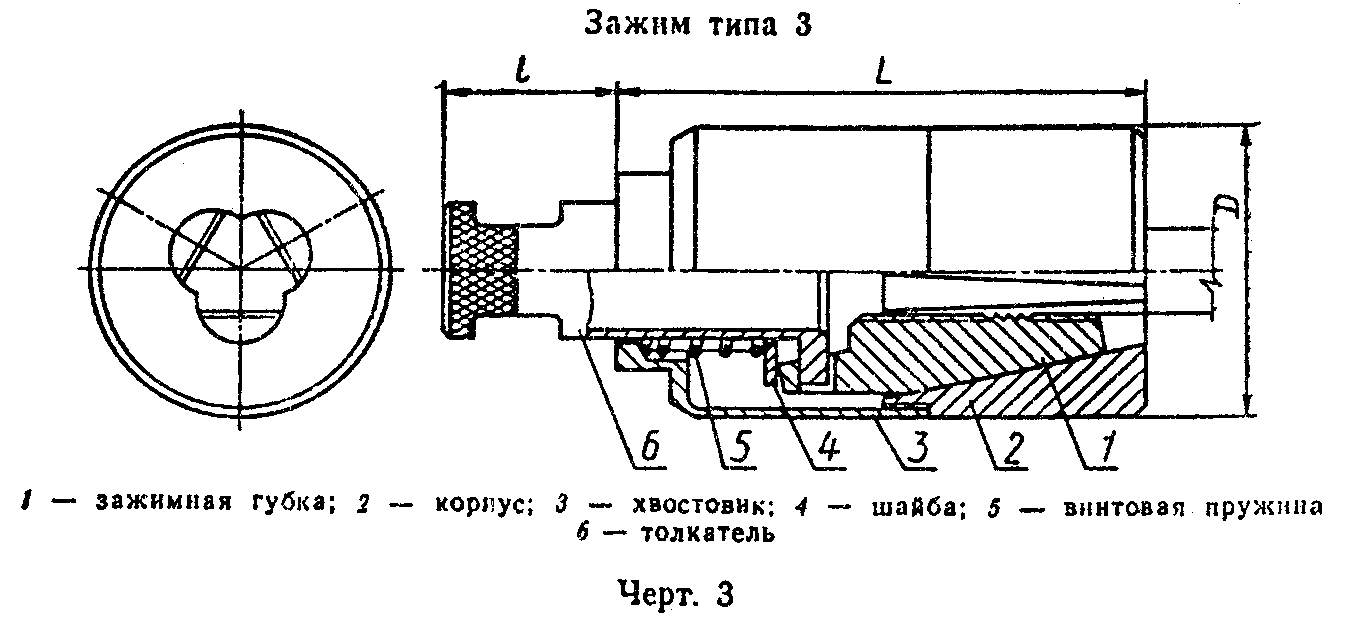 Зажим типа 3
l L
D
6 5 4 3 2 1
1 — зажимная губка; 2 — корпус; 3 — хвостовик; 4 — шайба; 5 — винтовая пружина
6 — толкатель
Черт. 3